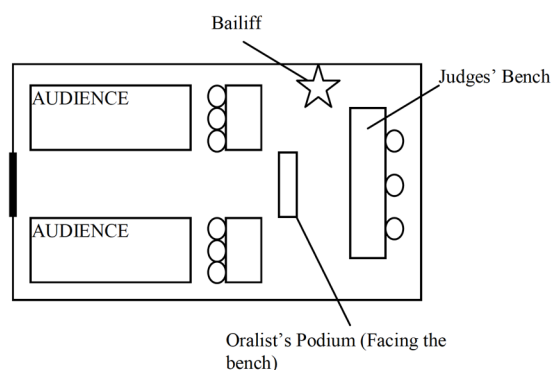 Bailiff
Judges’ Bench
AUDIENCE
AUDIENCE
Oralist’s Podium (Facing the
bench)